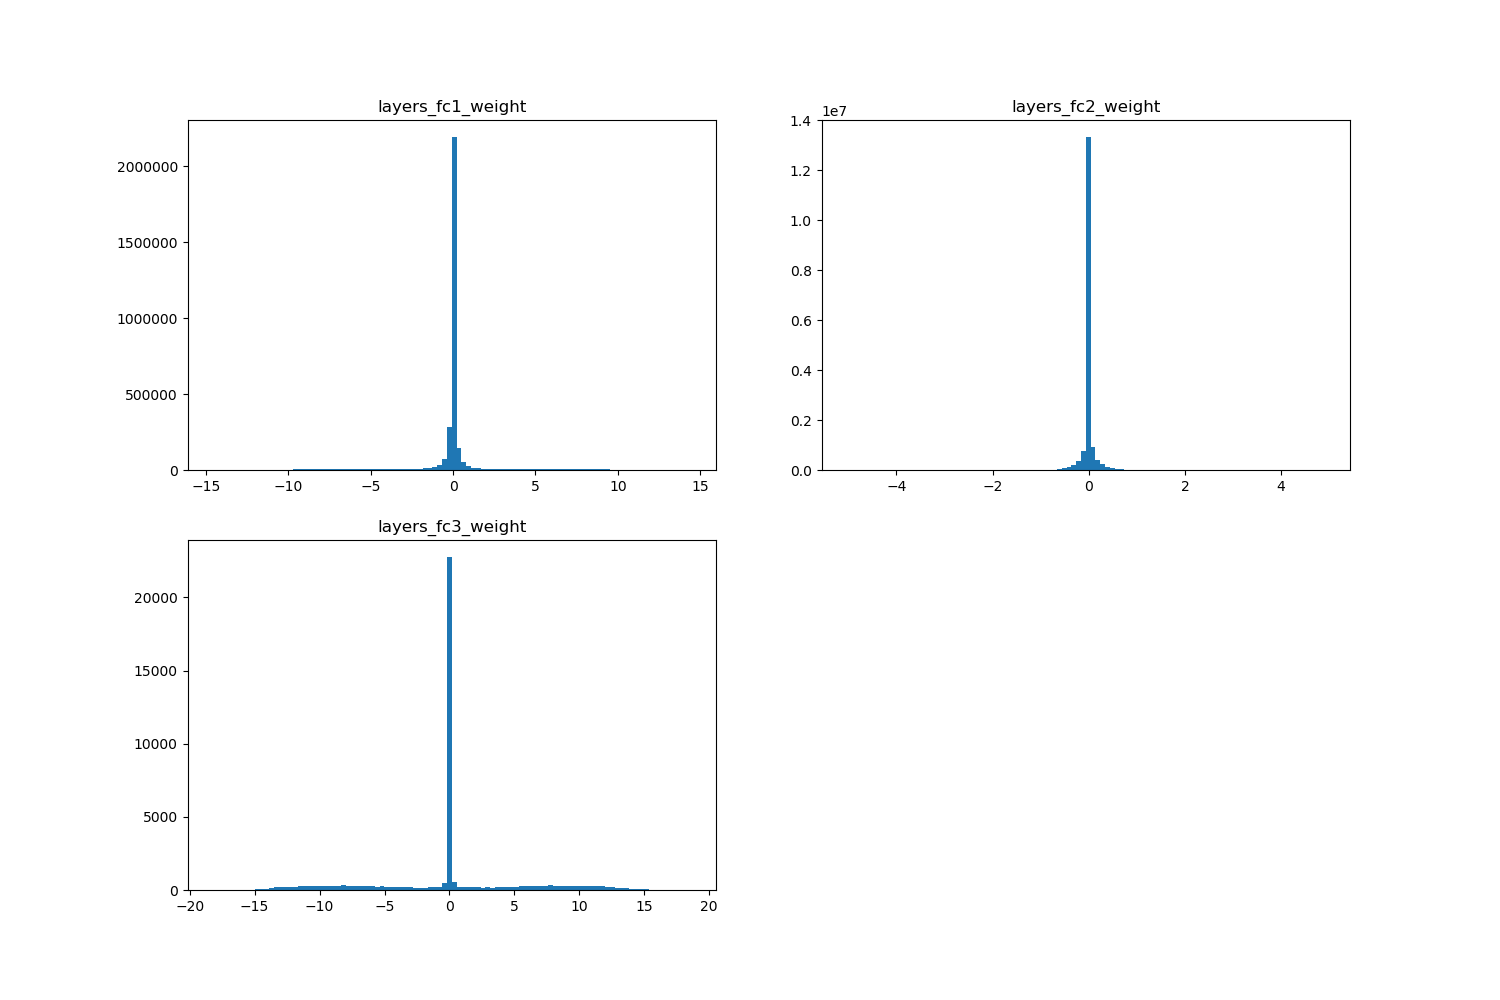 layers_fc1_weight
2000000
1500000
1000000
500000
0
−15 −10 −5 0 5 10 15
layers_fc2_weight
1e7
1.4
1.2
1.0
0.8
0.6
0.4
0.2
0.0
−4 −2 0 2 4
layers_fc3_weight
20000
15000
10000
5000
0
−20 −15 −10 −5 0 5 10 15 20